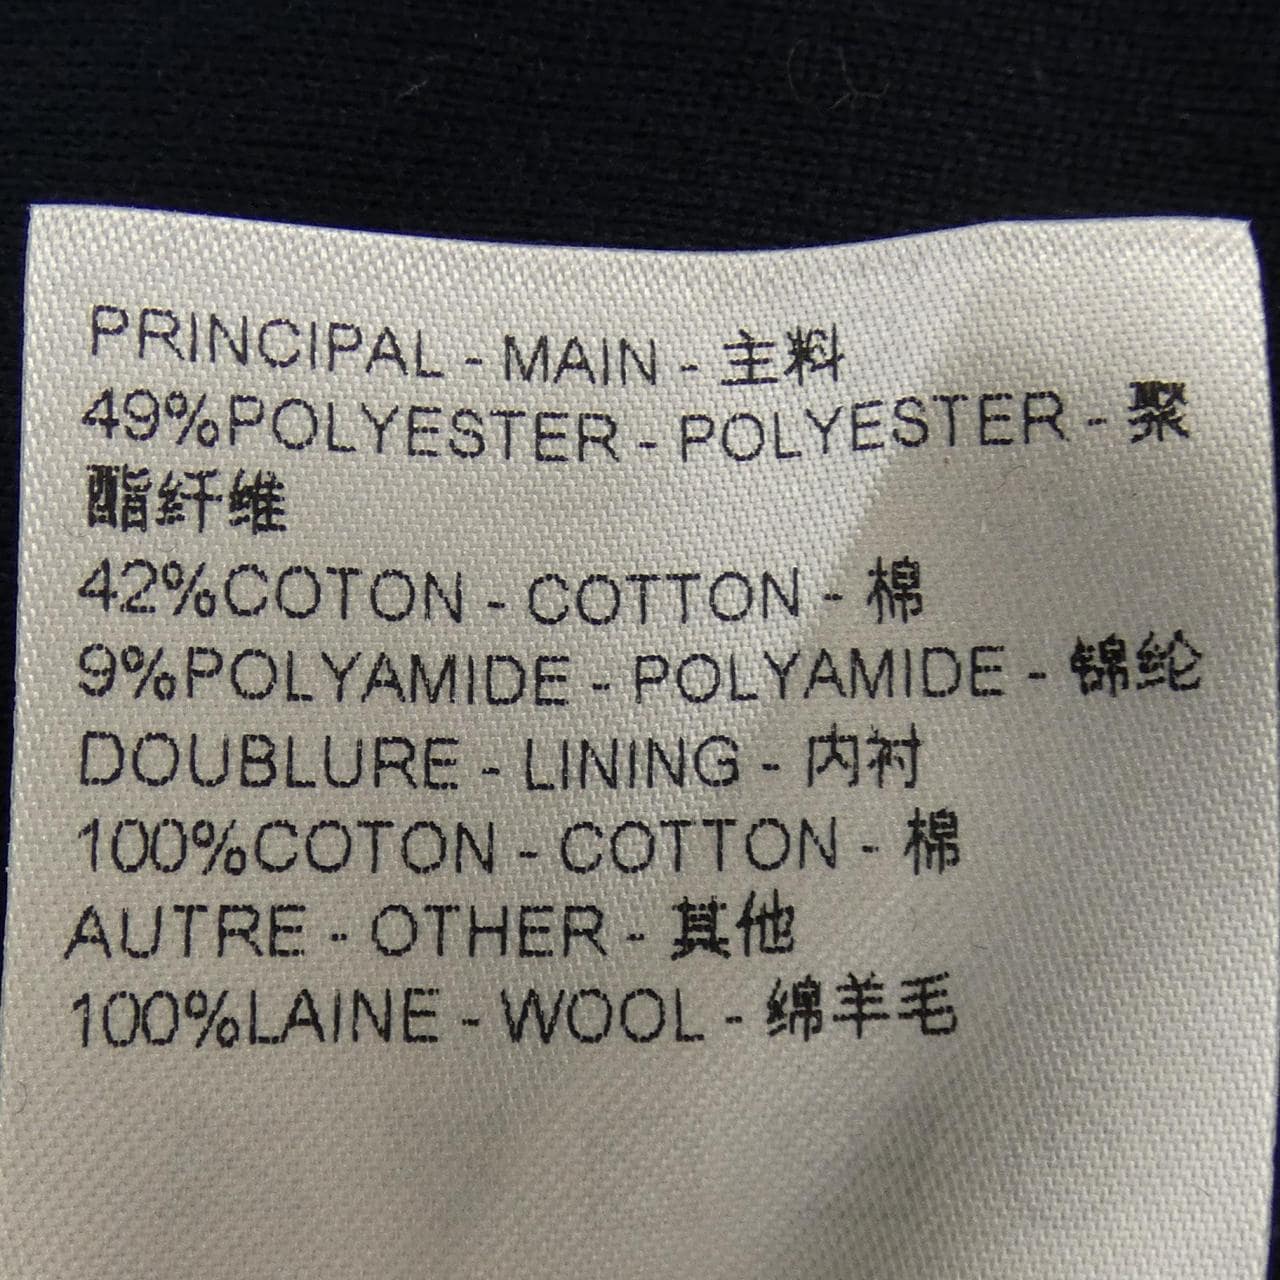 PRINCIPAL - MAIN - 主料
49%POLYESTER - POLYESTER - 聚
酯纤维
42%COTON - COTTON - 棉
9%POLYAMIDE - POLYAMIDE - 锦纶
DOUBLURE - LINING - 内衬
100%COTON - COTTON - 棉
AUTRE - OTHER - 其他
100%LAINE - WOOL - 绵羊毛